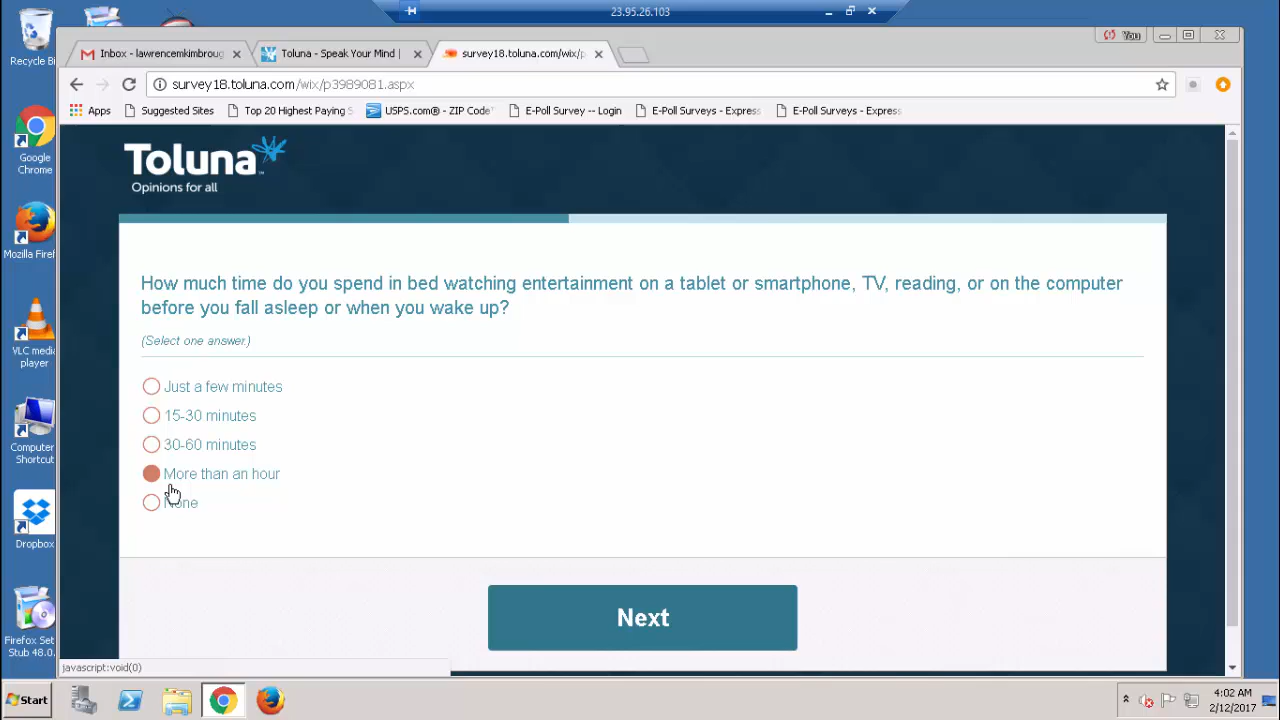 23.95.26.103
Recycle Bi
Inbox - lawrencemkimbroug
Toluna - Speak Your Mind |
survey18.toluna.com/wix/p
You
survey18.toluna.com/wix/p3989081.aspx
Apps
Suggested Sites
Top 20 Highest Paying S
USPS.com® - ZIP Code
E-Poll Survey -- Login
E-Poll Surveys - Express
E-Poll Surveys - Express
Google
Chrome
Mozilla Firef
VLC medi
player
Computer
Shortcut
Dropbox
Firefox Set
Stub 48.0.
Toluna
Opinions for all
How much time do you spend in bed watching entertainment on a tablet or smartphone, TV, reading, or on the computer
before you fall asleep or when you wake up?
(Select one answer.)
Just a few minutes
15-30 minutes
30-60 minutes
More than an hour
None
Next
javascript:void(0)
Start
4:02 AM
2/12/2017